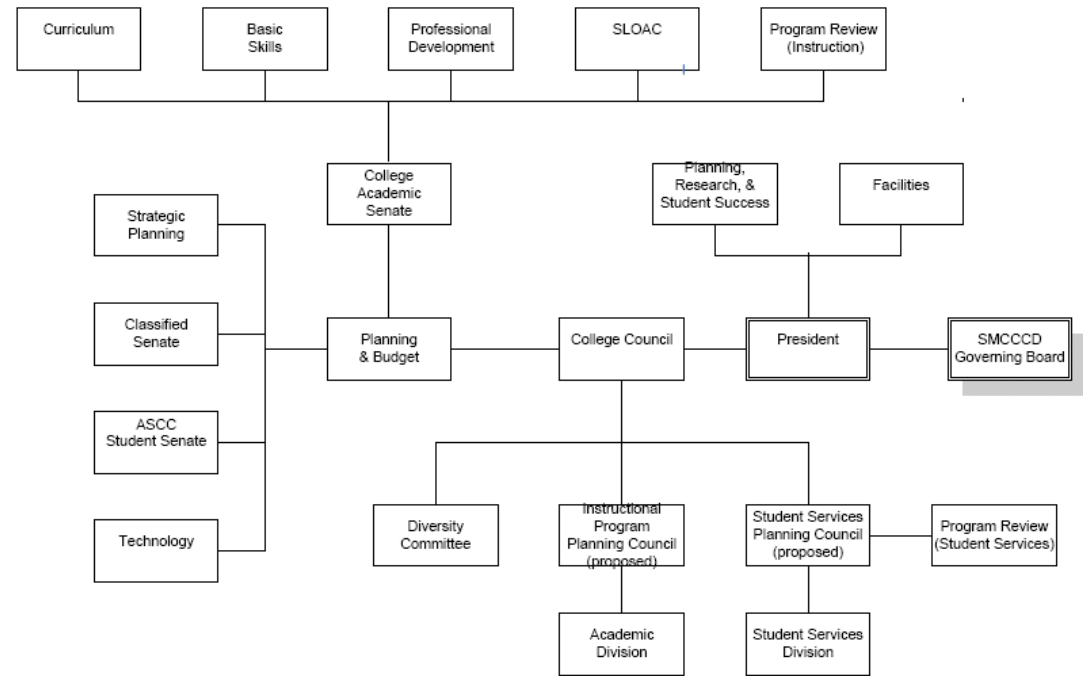 Curriculum
Basic
Skills
Professional
Development
SLOAC
Program Review
(Instruction)
College
Academic
Senate
Planning,
Research, &
Student Success
Facilities
Strategic
Planning
Classified
Senate
Planning
& Budget
College Council
President
SMCCCD
Governing Board
ASCC
Student Senate
Technology
Diversity
Committee
Instructional
Program
Planning Council
(proposed)
Student Services
Planning Council
(proposed)
Program Review
(Student Services)
Academic
Division
Student Services
Division